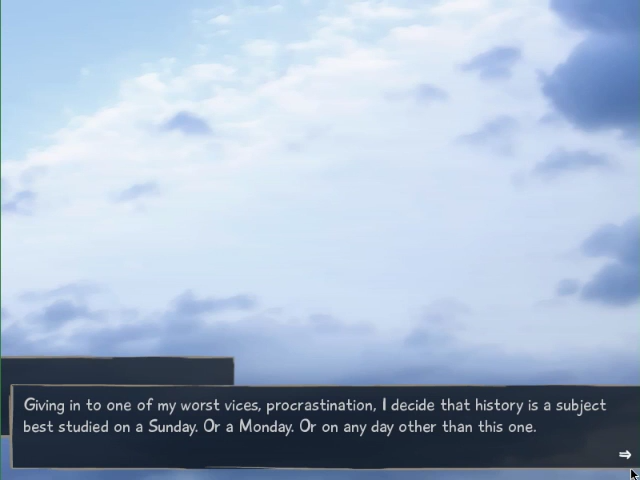 Giving in to one of my worst vices, procrastination, I decide that history is a subject
best studied on a Sunday. Or a Monday. Or on any day other than this one.